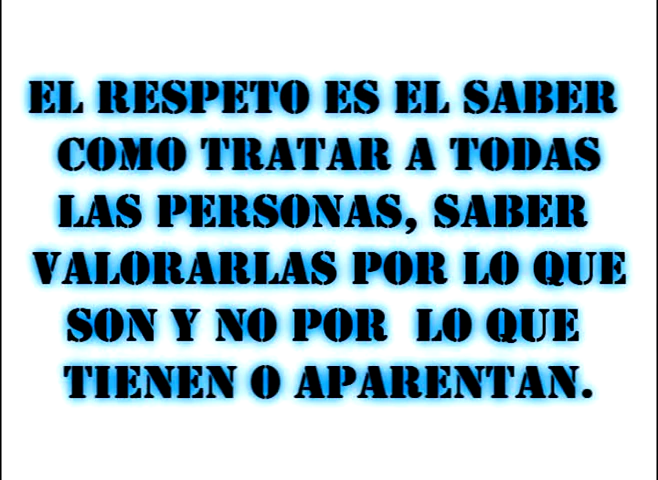 EL RESPETO ES EL SABER
COMO TRATAR A TODAS
LAS PERSONAS, SABER
VALORARLAS POR LO QUE
SON Y NO POR LO QUE
TIENEN O APARENTAN.